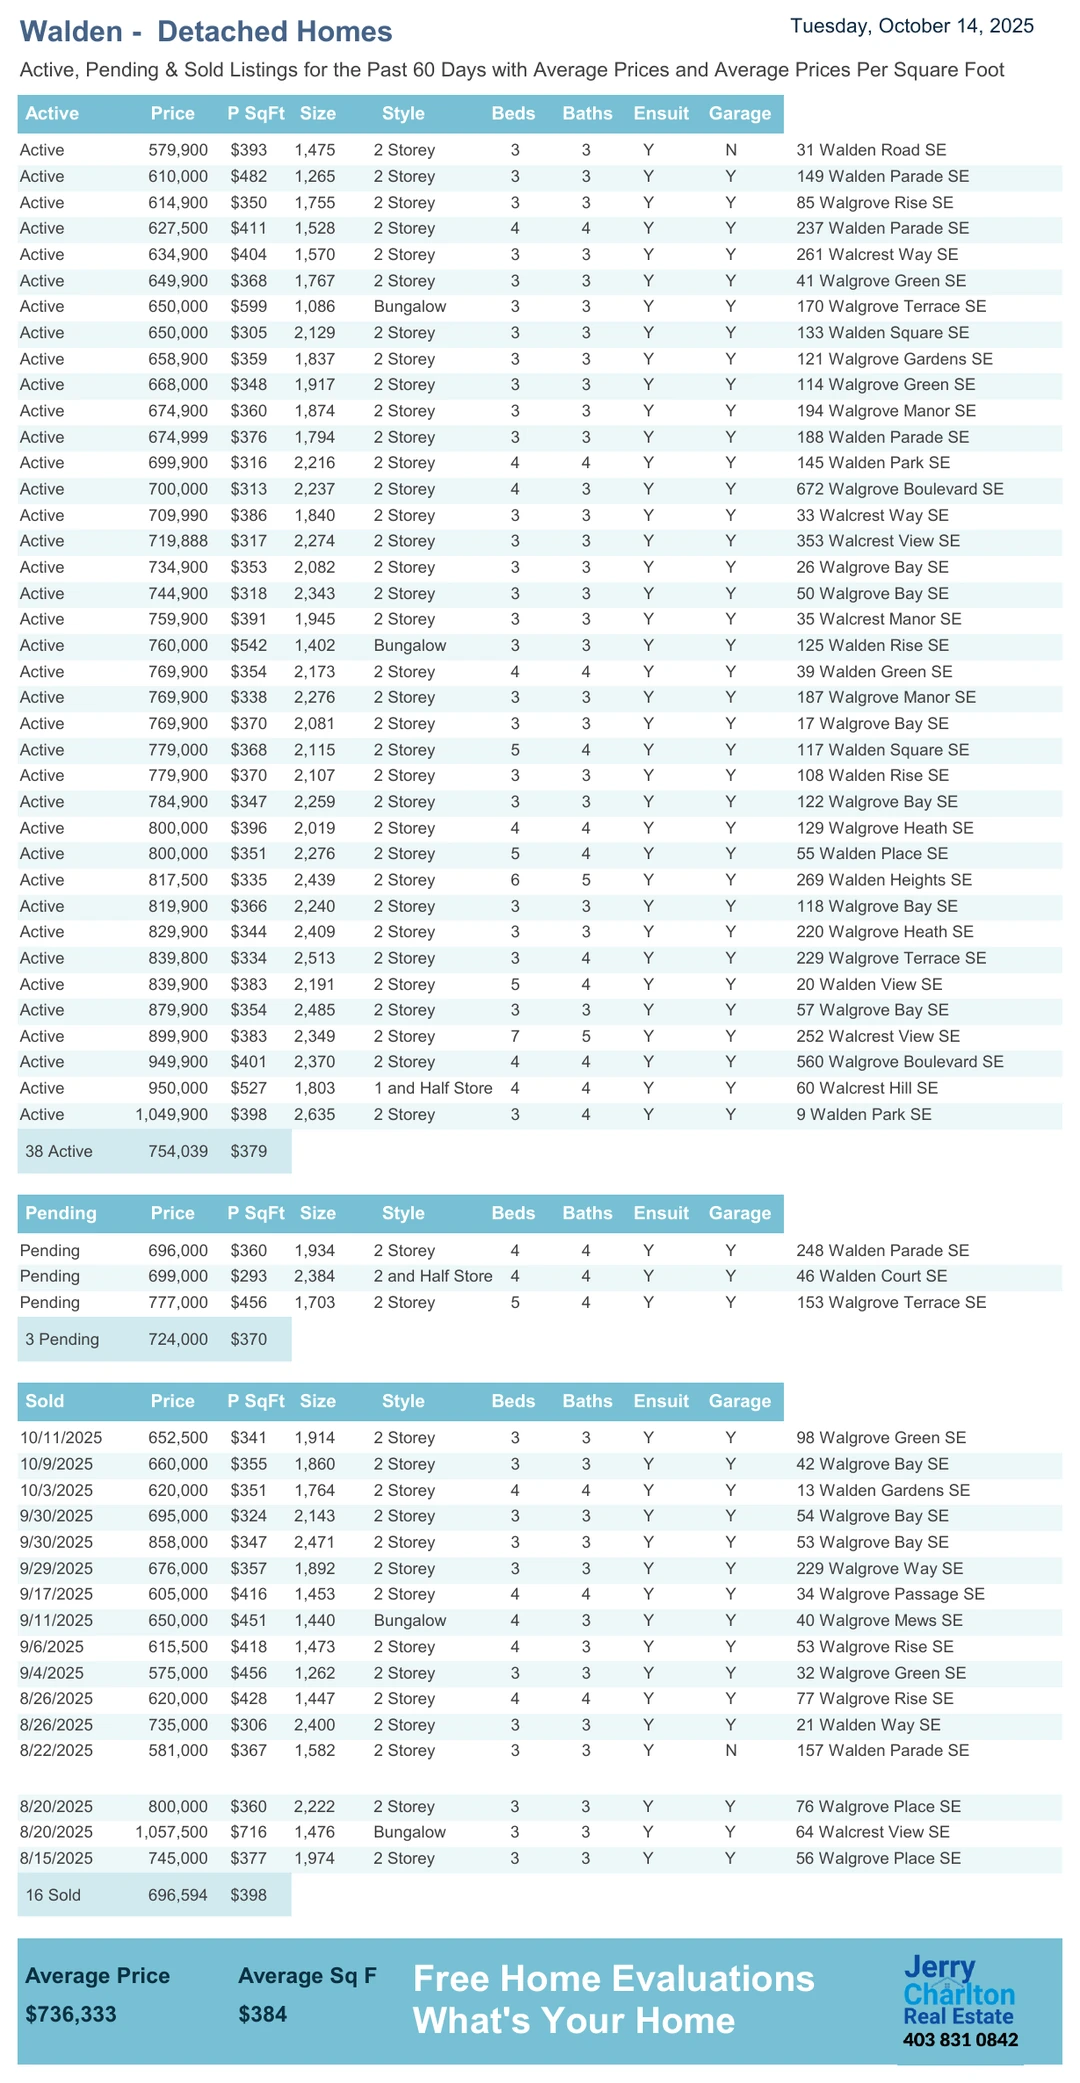 Walden - Detached Homes
Tuesday, October 14, 2025
Active, Pending & Sold Listings for the Past 60 Days with Average Prices and Average Prices Per Square Foot
Active Price P SqFt Size Style Beds Baths Ensuit Garage
Active 579,900 $393 1,475 2 Storey 3 3 Y N 31 Walden Road SE
Active 610,000 $482 1,265 2 Storey 3 3 Y Y 149 Walden Parade SE
Active 614,900 $350 1,755 2 Storey 3 3 Y Y 85 Walgrove Rise SE
Active 627,500 $411 1,528 2 Storey 4 4 Y Y 237 Walden Parade SE
Active 634,900 $404 1,570 2 Storey 3 3 Y Y 261 Walcrest Way SE
Active 649,900 $368 1,767 2 Storey 3 3 Y Y 41 Walgrove Green SE
Active 650,000 $599 1,086 Bungalow 3 3 Y Y 170 Walgrove Terrace SE
Active 650,000 $305 2,129 2 Storey 3 3 Y Y 133 Walden Square SE
Active 658,900 $359 1,837 2 Storey 3 3 Y Y 121 Walgrove Gardens SE
Active 668,000 $348 1,917 2 Storey 3 3 Y Y 114 Walgrove Green SE
Active 674,900 $360 1,874 2 Storey 3 3 Y Y 194 Walgrove Manor SE
Active 674,999 $376 1,794 2 Storey 3 3 Y Y 188 Walden Parade SE
Active 699,900 $316 2,216 2 Storey 4 4 Y Y 145 Walden Park SE
Active 700,000 $313 2,237 2 Storey 4 3 Y Y 672 Walgrove Boulevard SE
Active 709,990 $386 1,840 2 Storey 3 3 Y Y 33 Walcrest Way SE
Active 719,888 $317 2,274 2 Storey 3 3 Y Y 353 Walcrest View SE
Active 734,900 $353 2,082 2 Storey 3 3 Y Y 26 Walgrove Bay SE
Active 744,900 $318 2,343 2 Storey 3 3 Y Y 50 Walgrove Bay SE
Active 759,900 $391 1,945 2 Storey 3 3 Y Y 35 Walcrest Manor SE
Active 760,000 $542 1,402 Bungalow 3 3 Y Y 125 Walden Rise SE
Active 769,900 $354 2,173 2 Storey 4 4 Y Y 39 Walden Green SE
Active 769,900 $338 2,276 2 Storey 3 3 Y Y 187 Walgrove Manor SE
Active 769,900 $370 2,081 2 Storey 3 3 Y Y 17 Walgrove Bay SE
Active 779,000 $368 2,115 2 Storey 5 4 Y Y 117 Walden Square SE
Active 779,900 $370 2,107 2 Storey 3 3 Y Y 108 Walden Rise SE
Active 784,900 $347 2,259 2 Storey 3 3 Y Y 122 Walgrove Bay SE
Active 800,000 $396 2,019 2 Storey 4 4 Y Y 129 Walgrove Heath SE
Active 800,000 $351 2,276 2 Storey 5 4 Y Y 55 Walden Place SE
Active 817,500 $335 2,439 2 Storey 6 5 Y Y 269 Walden Heights SE
Active 819,900 $366 2,240 2 Storey 3 3 Y Y 118 Walgrove Bay SE
Active 829,900 $344 2,409 2 Storey 3 3 Y Y 220 Walgrove Heath SE
Active 839,800 $334 2,513 2 Storey 3 4 Y Y 229 Walgrove Terrace SE
Active 839,900 $383 2,191 2 Storey 5 4 Y Y 20 Walden View SE
Active 879,900 $354 2,485 2 Storey 3 3 Y Y 57 Walgrove Bay SE
Active 899,900 $383 2,349 2 Storey 7 5 Y Y 252 Walcrest View SE
Active 949,900 $401 2,370 2 Storey 4 4 Y Y 560 Walgrove Boulevard SE
Active 950,000 $527 1,803 1 and Half Store 4 4 Y Y 60 Walcrest Hill SE
Active 1,049,900 $398 2,635 2 Storey 3 4 Y Y 9 Walden Park SE
38 Active 754,039 $379
Pending Price P SqFt Size Style Beds Baths Ensuit Garage
Pending 696,000 $360 1,934 2 Storey 4 4 Y Y 248 Walden Parade SE
Pending 699,000 $293 2,384 2 and Half Store 4 4 Y Y 46 Walden Court SE
Pending 777,000 $456 1,703 2 Storey 5 4 Y Y 153 Walgrove Terrace SE
3 Pending 724,000 $370
Sold Price P SqFt Size Style Beds Baths Ensuit Garage
10/11/2025 652,500 $341 1,914 2 Storey 3 3 Y Y 98 Walgrove Green SE
10/9/2025 660,000 $355 1,860 2 Storey 3 3 Y Y 42 Walgrove Bay SE
10/3/2025 620,000 $351 1,764 2 Storey 4 4 Y Y 13 Walden Gardens SE
9/30/2025 695,000 $324 2,143 2 Storey 3 3 Y Y 54 Walgrove Bay SE
9/30/2025 858,000 $347 2,471 2 Storey 3 3 Y Y 53 Walgrove Bay SE
9/29/2025 676,000 $357 1,892 2 Storey 3 3 Y Y 229 Walgrove Way SE
9/17/2025 605,000 $416 1,453 2 Storey 4 4 Y Y 34 Walgrove Passage SE
9/11/2025 650,000 $451 1,440 Bungalow 4 3 Y Y 40 Walgrove Mews SE
9/6/2025 615,500 $418 1,473 2 Storey 4 3 Y Y 53 Walgrove Rise SE
9/4/2025 575,000 $456 1,262 2 Storey 3 3 Y Y 32 Walgrove Green SE
8/26/2025 620,000 $428 1,447 2 Storey 4 4 Y Y 77 Walgrove Rise SE
8/26/2025 735,000 $306 2,400 2 Storey 3 3 Y Y 21 Walden Way SE
8/22/2025 581,000 $367 1,582 2 Storey 3 3 Y N 157 Walden Parade SE
8/20/2025 800,000 $360 2,222 2 Storey 3 3 Y Y 76 Walgrove Place SE
8/20/2025 1,057,500 $716 1,476 Bungalow 3 3 Y Y 64 Walcrest View SE
8/15/2025 745,000 $377 1,974 2 Storey 3 3 Y Y 56 Walgrove Place SE
16 Sold 696,594 $398
Average Price Average Sq F
$736,333 $384
Free Home Evaluations
What's Your Home
Jerry
Charlton
Real Estate
403 831 0842